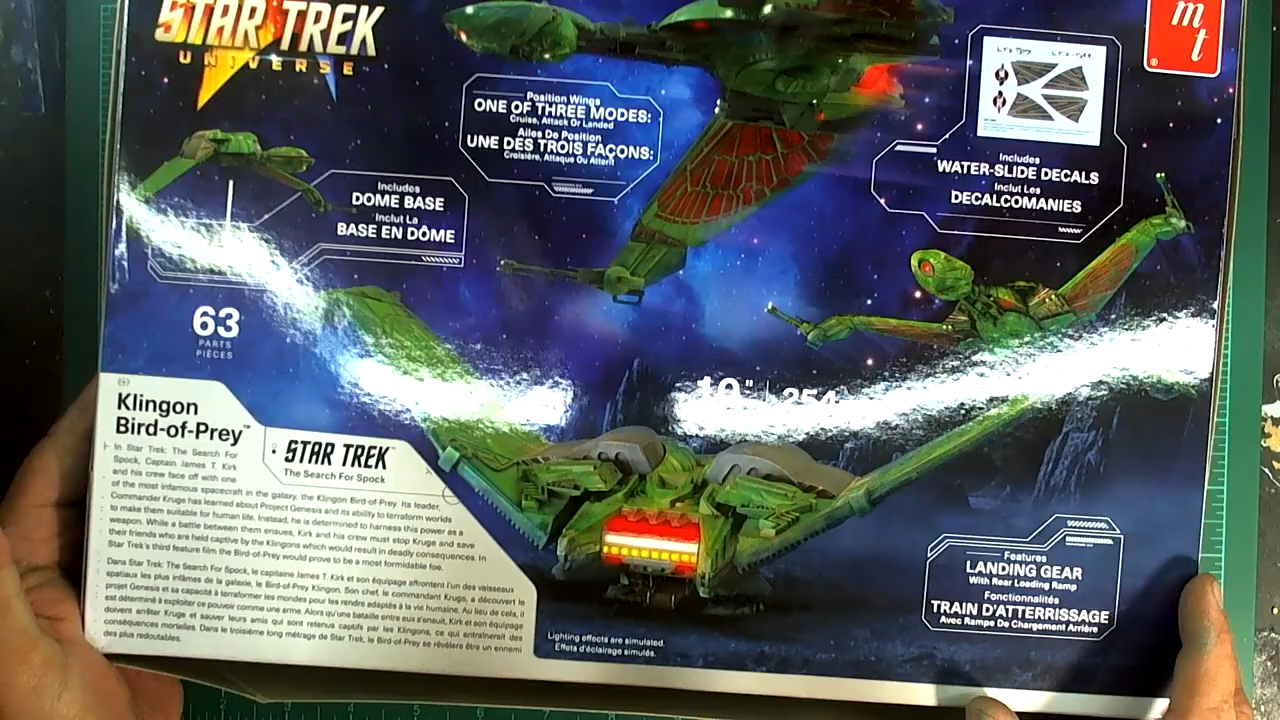 STAR TREK
UNIVERSE
mt
®
Position Wings
ONE OF THREE MODES:
Cruise, Attack Or Landed
Ailes De Position
UNE DES TROIS FAÇONS:
Croisière, Attaque Ou Atterri
Includes
WATER-SLIDE DECALS
Inclut Les
DECALCOMANIES
Includes
DOME BASE
Inclut La
BASE EN DÔME
63
PARTS
PIÈCES
10" | 254
Klingon
Bird-of-Prey™
STAR TREK
The Search For Spock
In Star Trek: The Search For
Spock, Captain James T. Kirk
and his crew face off with one
of the most infamous spacecraft in the galaxy, the Klingon Bird-of-Prey. Its leader,
Commander Kruge has learned about Project Genesis and its ability to terraform worlds
to make them suitable for human life. Instead, he is determined to harness this power as a
weapon. While a battle between them ensues, Kirk and his crew must stop Kruge and save
their friends who are held captive by the Klingons which would result in deadly consequences. In
Star Trek's third feature film the Bird-of-Prey would prove to be a most formidable foe.
Dans Star Trek: The Search For Spock, le capitaine James T. Kirk et son équipage affrontent l'un des vaisseaux
spatiaux les plus infâmes de la galaxie, le Bird-of-Prey Klingon. Son chef, le commandant Kruge, a découvert le
projet Genesis et sa capacité à terraformer les mondes pour les rendre adaptés à la vie humaine. Au lieu de cela, il
est déterminé à exploiter ce pouvoir comme une arme. Alors qu'une bataille entre eux s'ensuit, Kirk et son équipage
doivent arrêter Kruge et sauver leurs amis qui sont retenus captifs par les Klingons, ce qui entraînerait des
conséquences mortelles. Dans le troisième long métrage de Star Trek, le Bird-of-Prey se révélera être un ennemi
des plus redoutables.
Lighting effects are simulated.
Effets d'éclairage simulés.
Features
LANDING GEAR
With Rear Loading Ramp
Fonctionnalités
TRAIN D'ATTERRISSAGE
Avec Rampe De Chargement Arrière
2 3 4 5 6 7 8